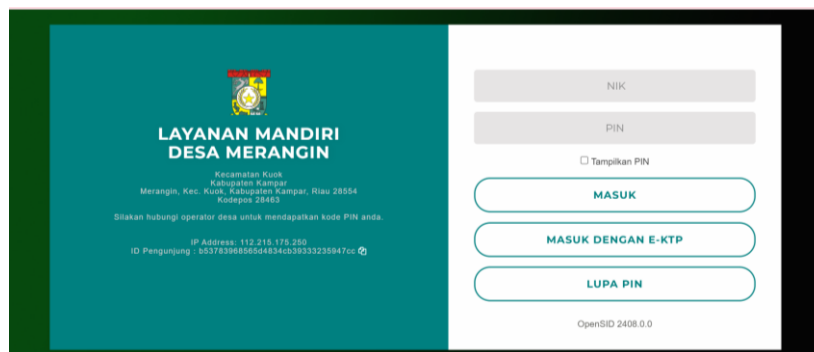 LAYANAN MANDIRI
DESA MERANGIN
Kecamatan Kuok
Kabupaten Kampar
Merangin, Kec. Kuok, Kabupaten Kampar, Riau 28554
Kodepos 28463
Silakan hubungi operator desa untuk mendapatkan kode PIN anda.
IP Address: 112.215.175.250
ID Pengunjung : b53783968565d4834cb39333235947cc
NIK
PIN
Tampilkan PIN
MASUK
MASUK DENGAN E-KTP
LUPA PIN
OpenSID 2408.0.0